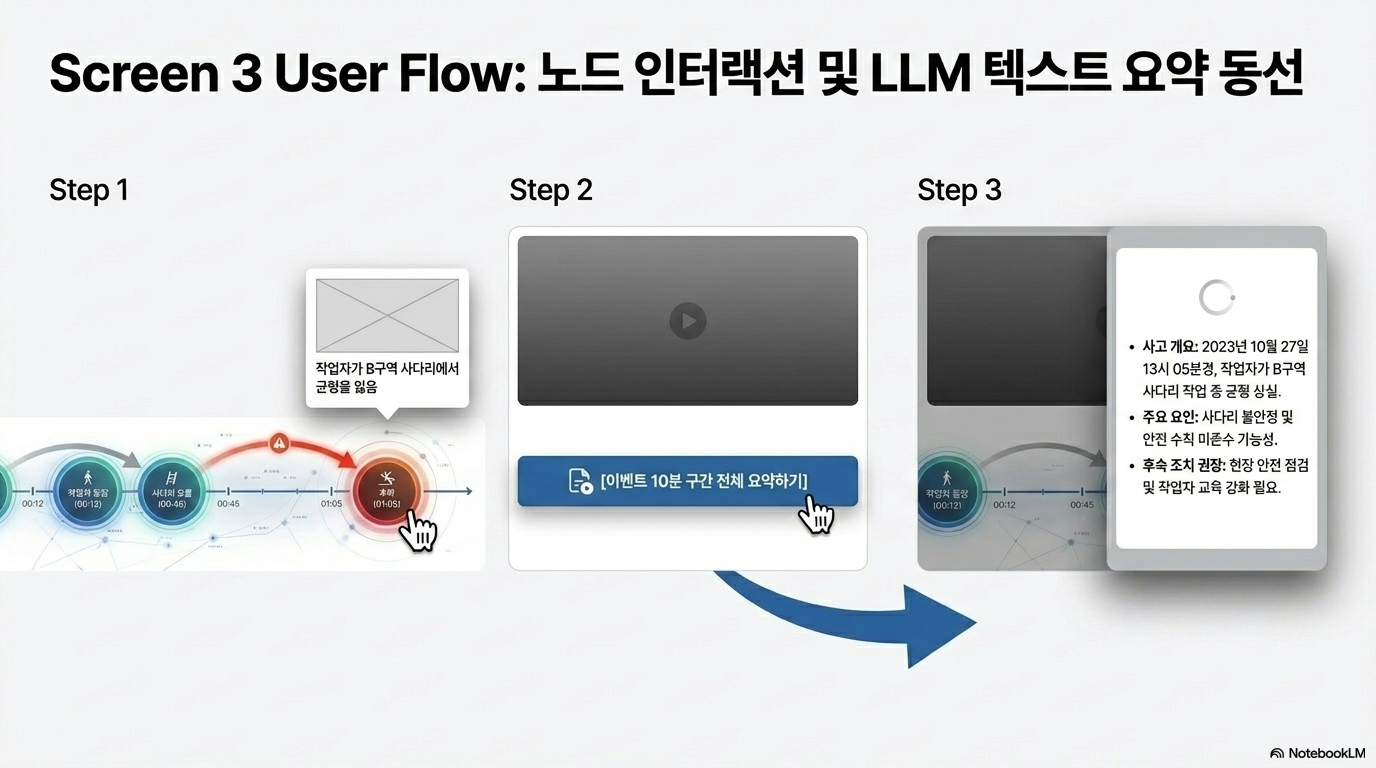 Screen 3 User Flow: 노드 인터랙션 및 LLM 텍스트 요약 동선
Step 1
작업자가 B구역 사다리에서
균형을 잃음
(00:12)
(00-46)
(01:05)
00:12
00:45
01:05
Step 2
[이벤트 10분 구간 전체 요약하기]
Step 3
(00:12)
00:12
00:45
• 사고 개요: 2023년 10월 27일
13시 05분경, 작업자가 B구역
사다리 작업 중 균형 상실.
• 주요 요인: 사다리 불안정 및
안전 수칙 미준수 가능성.
• 후속 조치 권장: 현장 안전 점검
및 작업자 교육 강화 필요.
NotebookLM